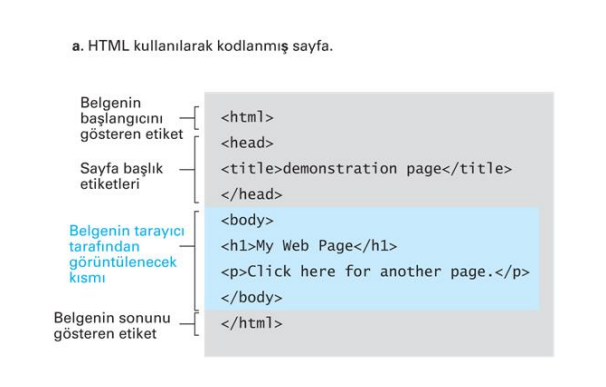 a. HTML kullanılarak kodlanmış sayfa.
Belgenin
başlangıcını
gösteren etiket
<html>
<head>
Sayfa başlık
etiketleri
<title>demonstration page</title>
</head>
<body>
Belgenin tarayıcı
tarafından
görüntülenecek
kısmı
<h1>My Web Page</h1>
<p>Click here for another page.</p>
</body>
Belgenin sonunu
gösteren etiket
</html>